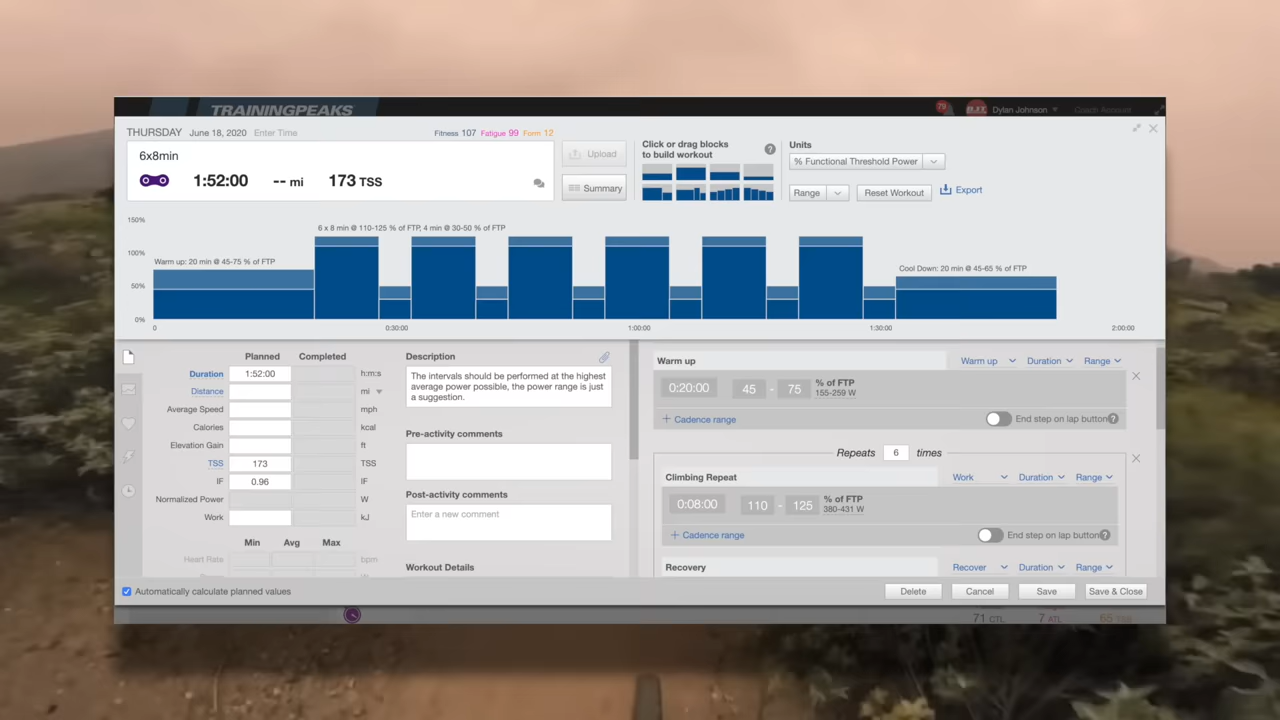 TRAININGPEAKS
79
Dylan Johnson
Coach Account
THURSDAY June 18, 2020 Enter Time
Fitness 107 Fatigue 99 Form 12
6x8min
1:52:00 -- mi 173 TSS
Upload
Summary
Click or drag blocks
to build workout
?
Units
% Functional Threshold Power
Range
Reset Workout
Export
150%
100%
50%
0%
Warm up: 20 min @ 45-75 % of FTP
6 x 8 min @ 110-125 % of FTP, 4 min @ 30-50 % of FTP
Cool Down: 20 min @ 45-65 % of FTP
0 0:30:00 1:00:00 1:30:00 2:00:00
Planned Completed
Duration 1:52:00 h:m:s
Distance mi
Average Speed mph
Calories kcal
Elevation Gain ft
TSS 173 TSS
IF 0.96 IF
Normalized Power W
Work kJ
Min Avg Max
Heart Rate bpm
Description
The intervals should be performed at the highest
average power possible, the power range is just
a suggestion.
Pre-activity comments
Post-activity comments
Enter a new comment
Workout Details
Warm up Warm up Duration Range
0:20:00 45 - 75 % of FTP
155-259 W
+ Cadence range End step on lap button ?
Repeats 6 times
Climbing Repeat Work Duration Range
0:08:00 110 - 125 % of FTP
380-431 W
+ Cadence range End step on lap button ?
Recovery Recover Duration Range
Automatically calculate planned values
Delete Cancel Save Save & Close
71 CTL 7 ATL